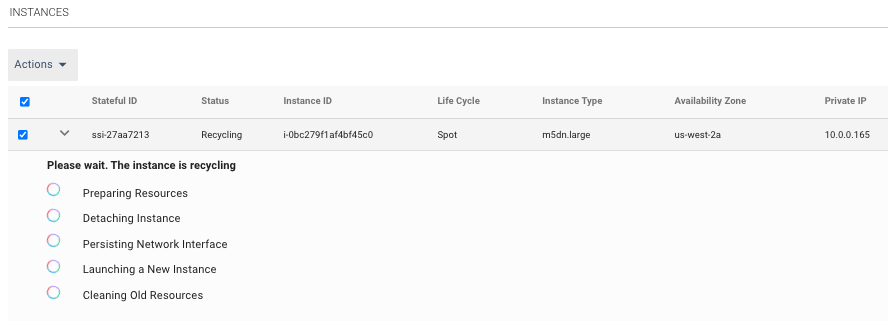 INSTANCES
Actions
Stateful ID Status Instance ID Life Cycle Instance Type Availability Zone Private IP
ssi-27aa7213 Recycling i-0bc279f1af4bf45c0 Spot m5dn.large us-west-2a 10.0.0.165
Please wait. The instance is recycling
Preparing Resources
Detaching Instance
Persisting Network Interface
Launching a New Instance
Cleaning Old Resources